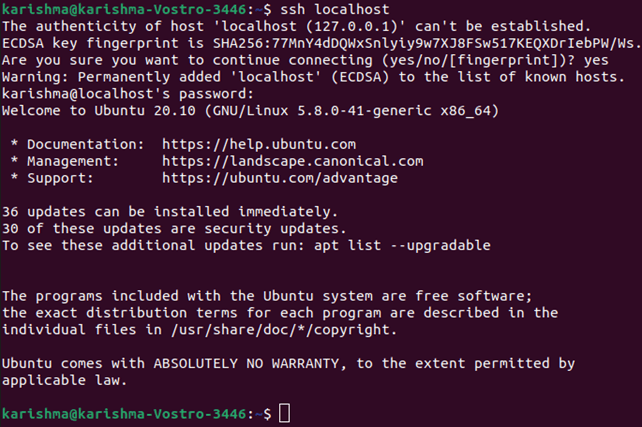 karishma@karishma-Vostro-3446:~$ ssh localhost
The authenticity of host 'localhost (127.0.0.1)' can't be established.
ECDSA key fingerprint is SHA256:77MnY4dDQWxSnlyiy9w7XJ8FSw517KEQXDrIebPW/Ws.
Are you sure you want to continue connecting (yes/no/[fingerprint])? yes
Warning: Permanently added 'localhost' (ECDSA) to the list of known hosts.
karishma@localhost's password:
Welcome to Ubuntu 20.10 (GNU/Linux 5.8.0-41-generic x86_64)
* Documentation:  https://help.ubuntu.com
* Management:     https://landscape.canonical.com
* Support:        https://ubuntu.com/advantage
36 updates can be installed immediately.
30 of these updates are security updates.
To see these additional updates run: apt list --upgradable
The programs included with the Ubuntu system are free software;
the exact distribution terms for each program are described in the
individual files in /usr/share/doc/*/copyright.
Ubuntu comes with ABSOLUTELY NO WARRANTY, to the extent permitted by
applicable law.
karishma@karishma-Vostro-3446:~$